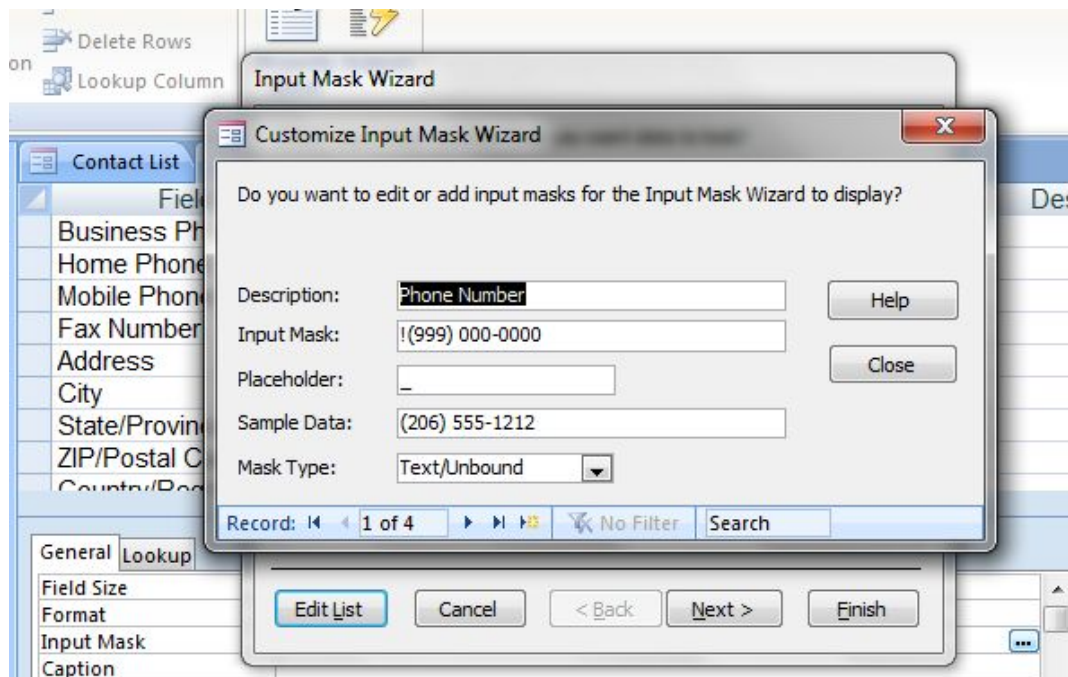 Delete Rows
on
Lookup Column
Input Mask Wizard
Customize Input Mask Wizard
Contact List
Do you want to edit or add input masks for the Input Mask Wizard to display?
Business Ph
Home Phone
Mobile Phon
Fax Number
Address
City
State/Provin
ZIP/Postal C
Description: Phone Number
Help
Input Mask: !(999) 000-0000
Placeholder: _
Close
Sample Data: (206) 555-1212
Mask Type: Text/Unbound
Record: 1 of 4 No Filter Search
General Lookup
Field Size
Format
Input Mask ...
Caption
Edit List Cancel < Back Next > Finish